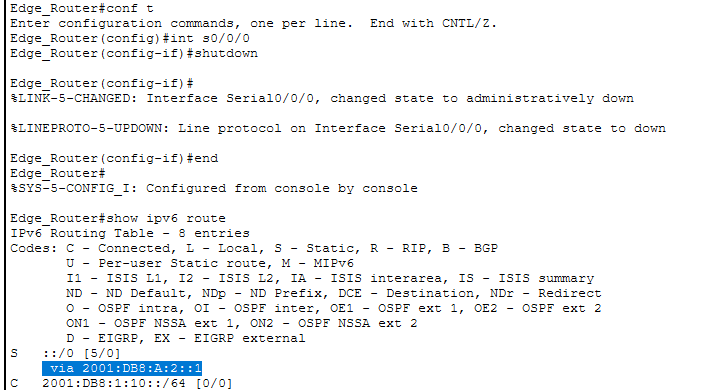 Edge_Router#conf t
Enter configuration commands, one per line.  End with CNTL/Z.
Edge_Router(config)#int s0/0/0
Edge_Router(config-if)#shutdown

Edge_Router(config-if)#
%LINK-5-CHANGED: Interface Serial0/0/0, changed state to administratively down

%LINEPROTO-5-UPDOWN: Line protocol on Interface Serial0/0/0, changed state to down

Edge_Router(config-if)#end
Edge_Router#
%SYS-5-CONFIG_I: Configured from console by console

Edge_Router#show ipv6 route
IPv6 Routing Table - 8 entries
Codes: C - Connected, L - Local, S - Static, R - RIP, B - BGP
       U - Per-user Static route, M - MIPv6
       I1 - ISIS L1, I2 - ISIS L2, IA - ISIS interarea, IS - ISIS summary
       ND - ND Default, NDp - ND Prefix, DCE - Destination, NDr - Redirect
       O - OSPF intra, OI - OSPF inter, OE1 - OSPF ext 1, OE2 - OSPF ext 2
       ON1 - OSPF NSSA ext 1, ON2 - OSPF NSSA ext 2
       D - EIGRP, EX - EIGRP external
S   ::/0 [5/0]
     via 2001:DB8:A:2::1
C   2001:DB8:1:10::/64 [0/0]